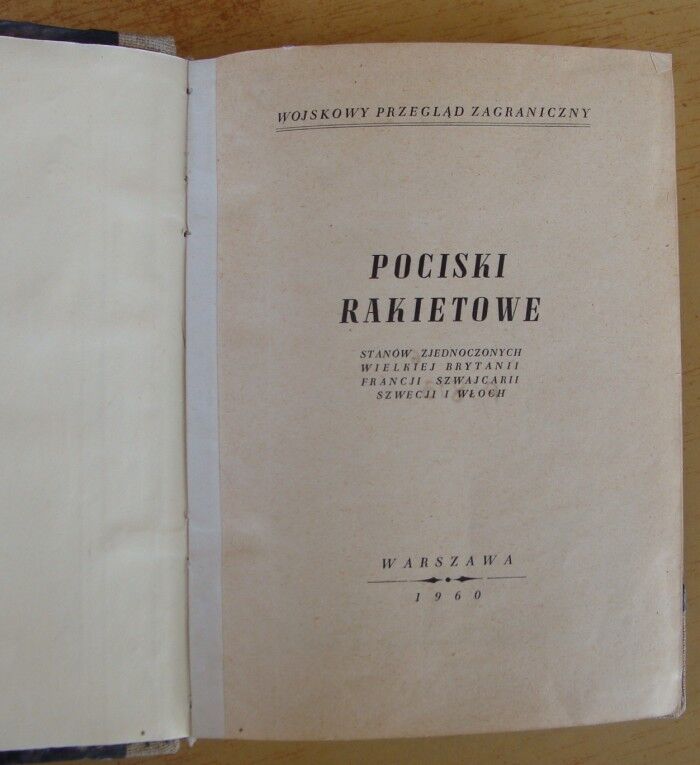 WOJSKOWY PRZEGLĄD ZAGRANICZNY
POCISKI
RAKIETOWE
STANÓW ZJEDNOCZONYCH
WIELKIEJ BRYTANII
FRANCJI SZWAJCARII
SZWECJI I WŁOCH
WARSZAWA
1960